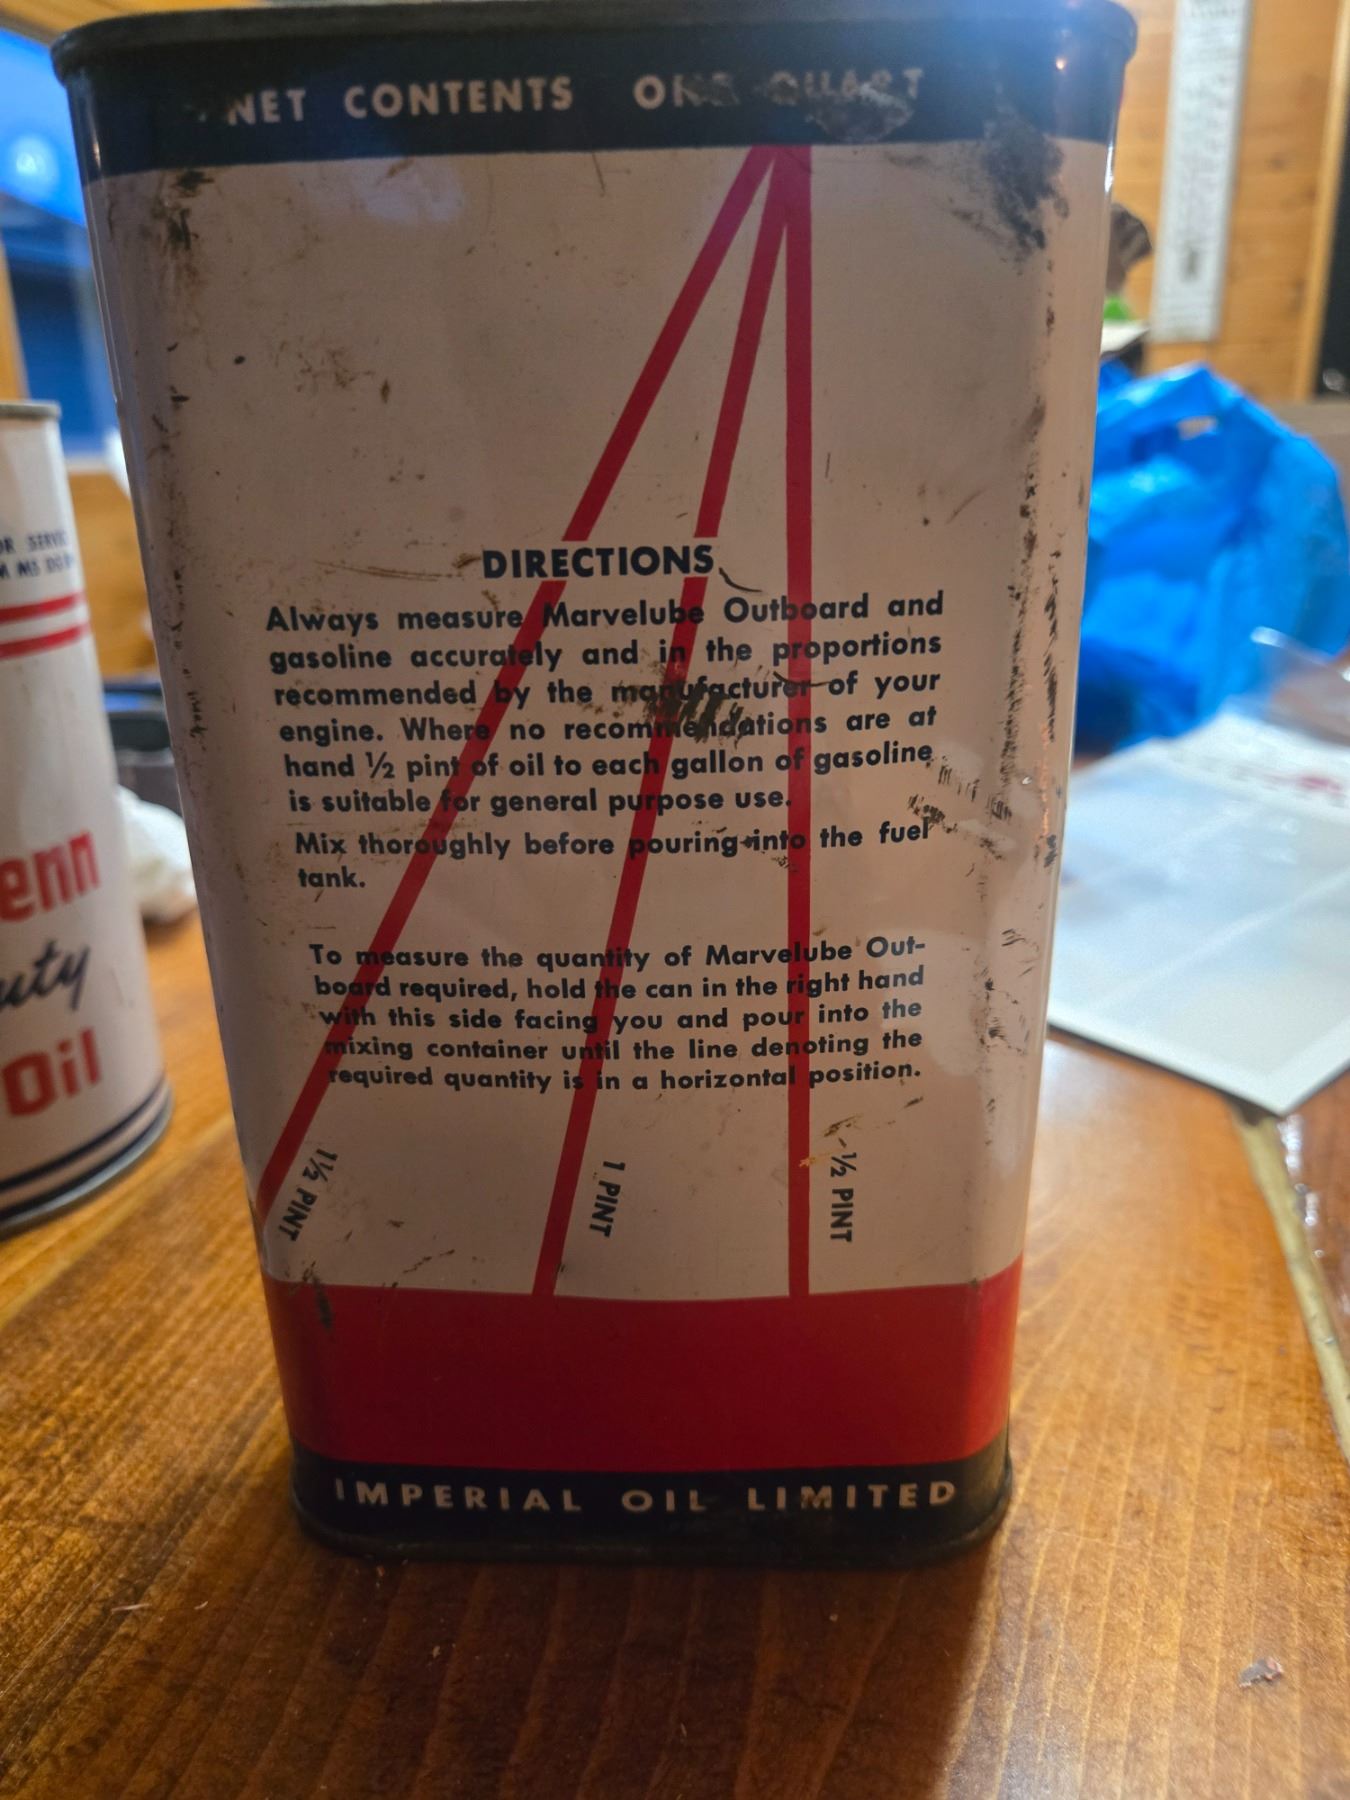 NET CONTENTS ONE QUART
DIRECTIONS
Always measure Marvelube Outboard and
gasoline accurately and in the proportions
recommended by the manufacturer of your
engine. Where no recommendations are at
hand ½ pint of oil to each gallon of gasoline
is suitable for general purpose use.
Mix thoroughly before pouring into the fuel
tank.
To measure the quantity of Marvelube Out-
board required, hold the can in the right hand
with this side facing you and pour into the
mixing container until the line denoting the
required quantity is in a horizontal position.
1½ PINT
1 PINT
½ PINT
IMPERIAL OIL LIMITED
enn
uty
Oil